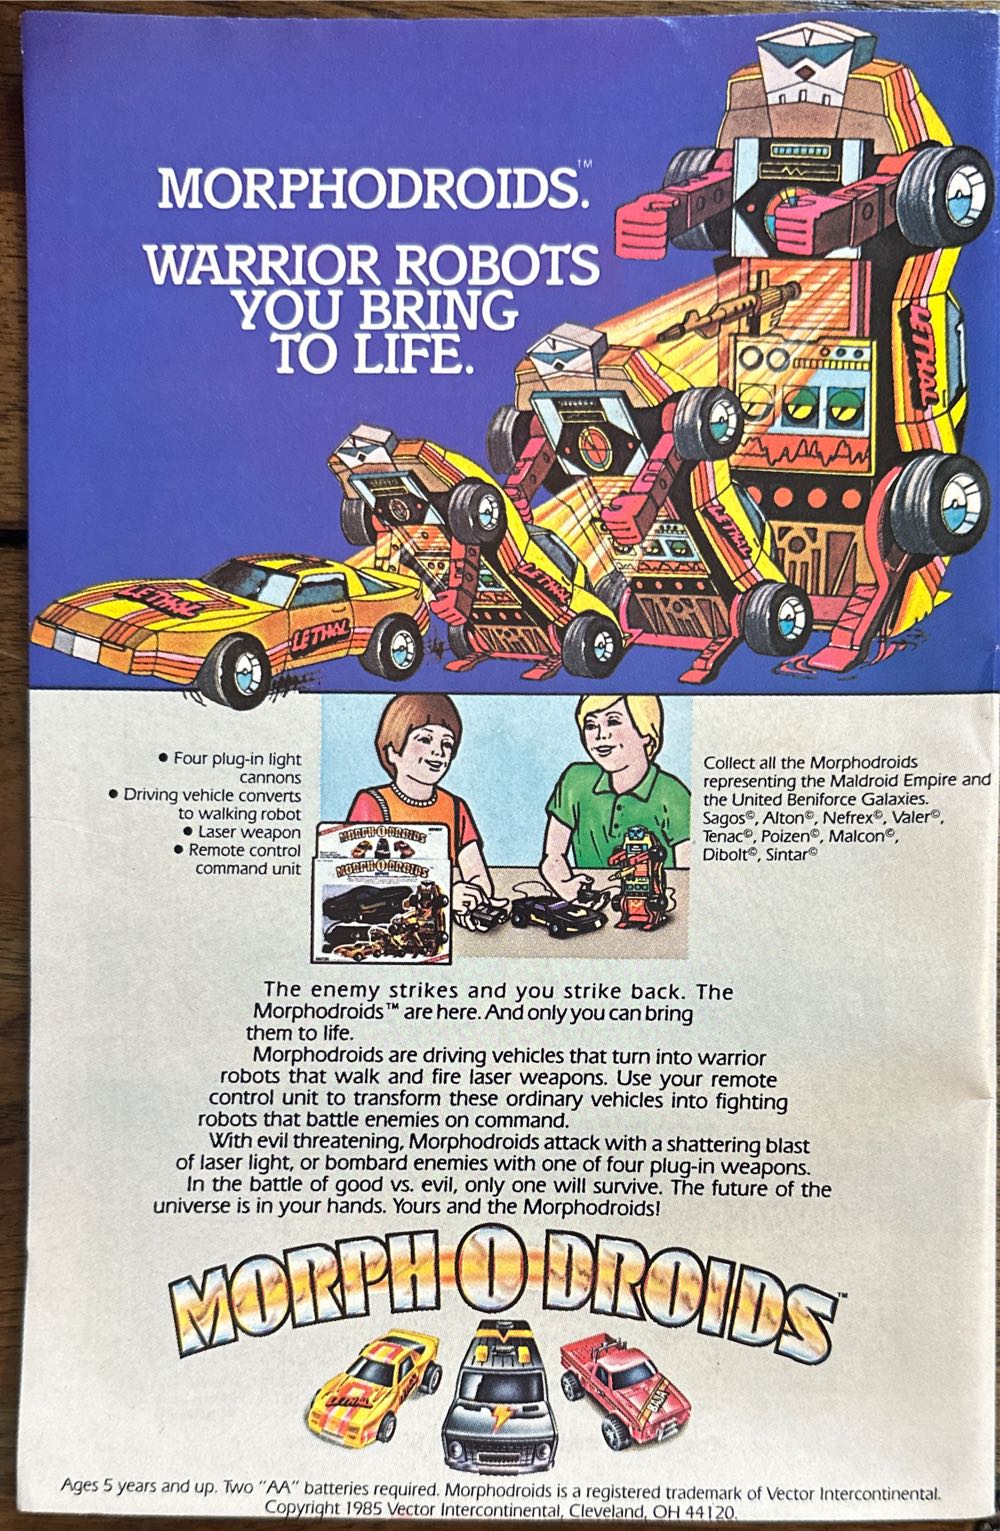 MORPHODROIDS.™
WARRIOR ROBOTS
YOU BRING
TO LIFE.
LETHAL
LETHAL
LETHAL
LETHAL
LETHAL
• Four plug-in light
cannons
• Driving vehicle converts
to walking robot
• Laser weapon
• Remote control
command unit
MORPH-O-DROIDS
MORPH-O-DROIDS
Collect all the Morphodroids
representing the Maldroid Empire and
the United Beniforce Galaxies.
Sagos©, Alton©, Nefrex©, Valer©,
Tenac©, Poizen©, Malcon©,
Dibolt©, Sintar©
The enemy strikes and you strike back. The
Morphodroids™ are here. And only you can bring
them to life.
Morphodroids are driving vehicles that turn into warrior
robots that walk and fire laser weapons. Use your remote
control unit to transform these ordinary vehicles into fighting
robots that battle enemies on command.
With evil threatening, Morphodroids attack with a shattering blast
of laser light, or bombard enemies with one of four plug-in weapons.
In the battle of good vs. evil, only one will survive. The future of the
universe is in your hands. Yours and the Morphodroids!
MORPH O DROIDS™
LETHAL
BAJA
Ages 5 years and up. Two "AA" batteries required. Morphodroids is a registered trademark of Vector Intercontinental.
Copyright 1985 Vector Intercontinental, Cleveland, OH 44120.